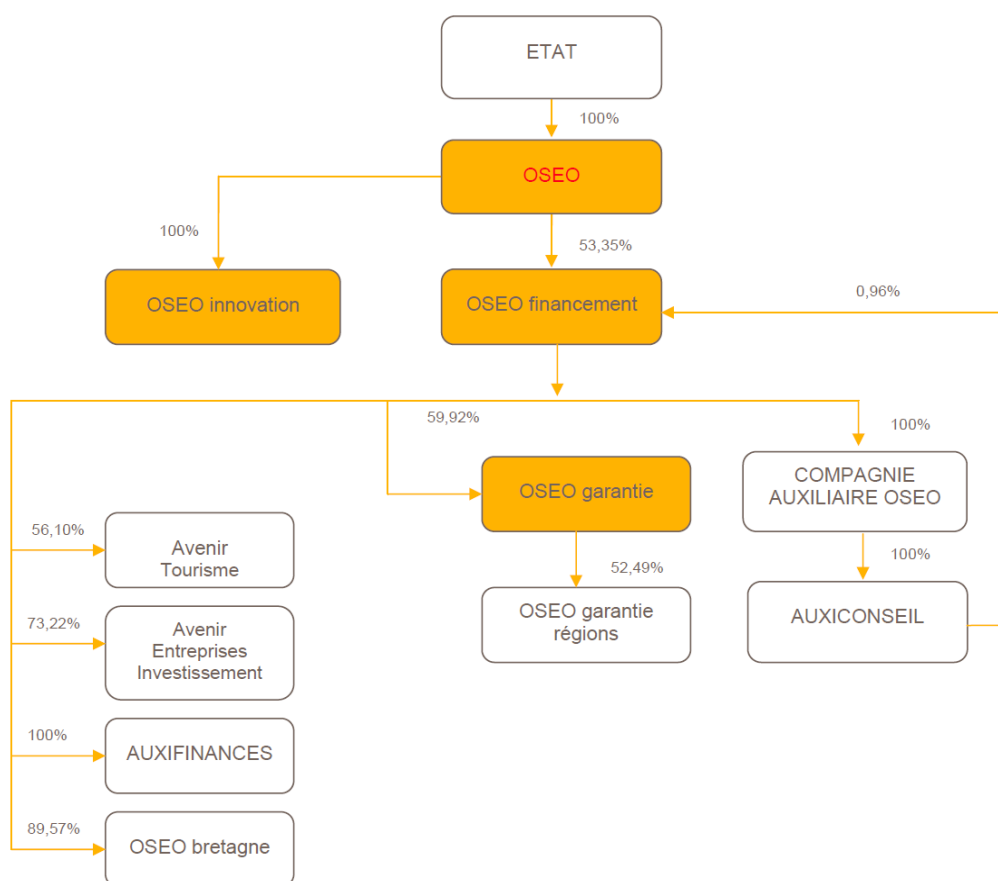 ETAT
100%
OSEO
100%
53,35%
OSEO innovation
OSEO financement
0,96%
59,92%
100%
OSEO garantie
COMPAGNIE
AUXILIAIRE OSEO
56,10%
Avenir
Tourisme
52,49%
100%
OSEO garantie
régions
AUXICONSEIL
73,22%
Avenir
Entreprises
Investissement
100%
AUXIFINANCES
89,57%
OSEO bretagne